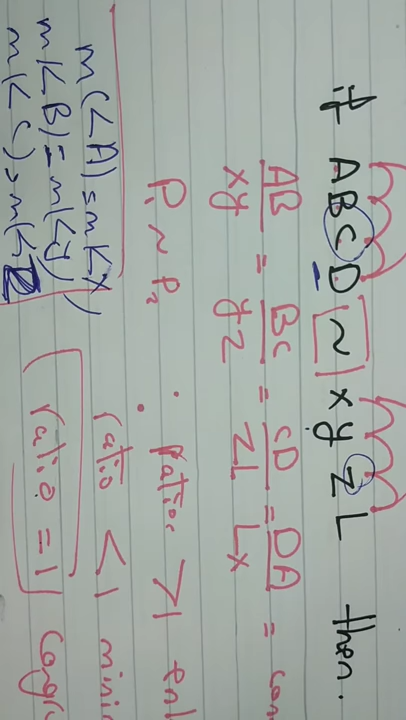 if ABCD ~ xyzL then.
AB/xy = BC/yz = CD/zL = DA/Lx = con
P₁ ~ P₂ : ratio > 1 enl
ratio < 1 mini
ratio = 1 Congr
m(<A) = m(<x)
m(<B) = m(<y)
m(<C) = m(<z